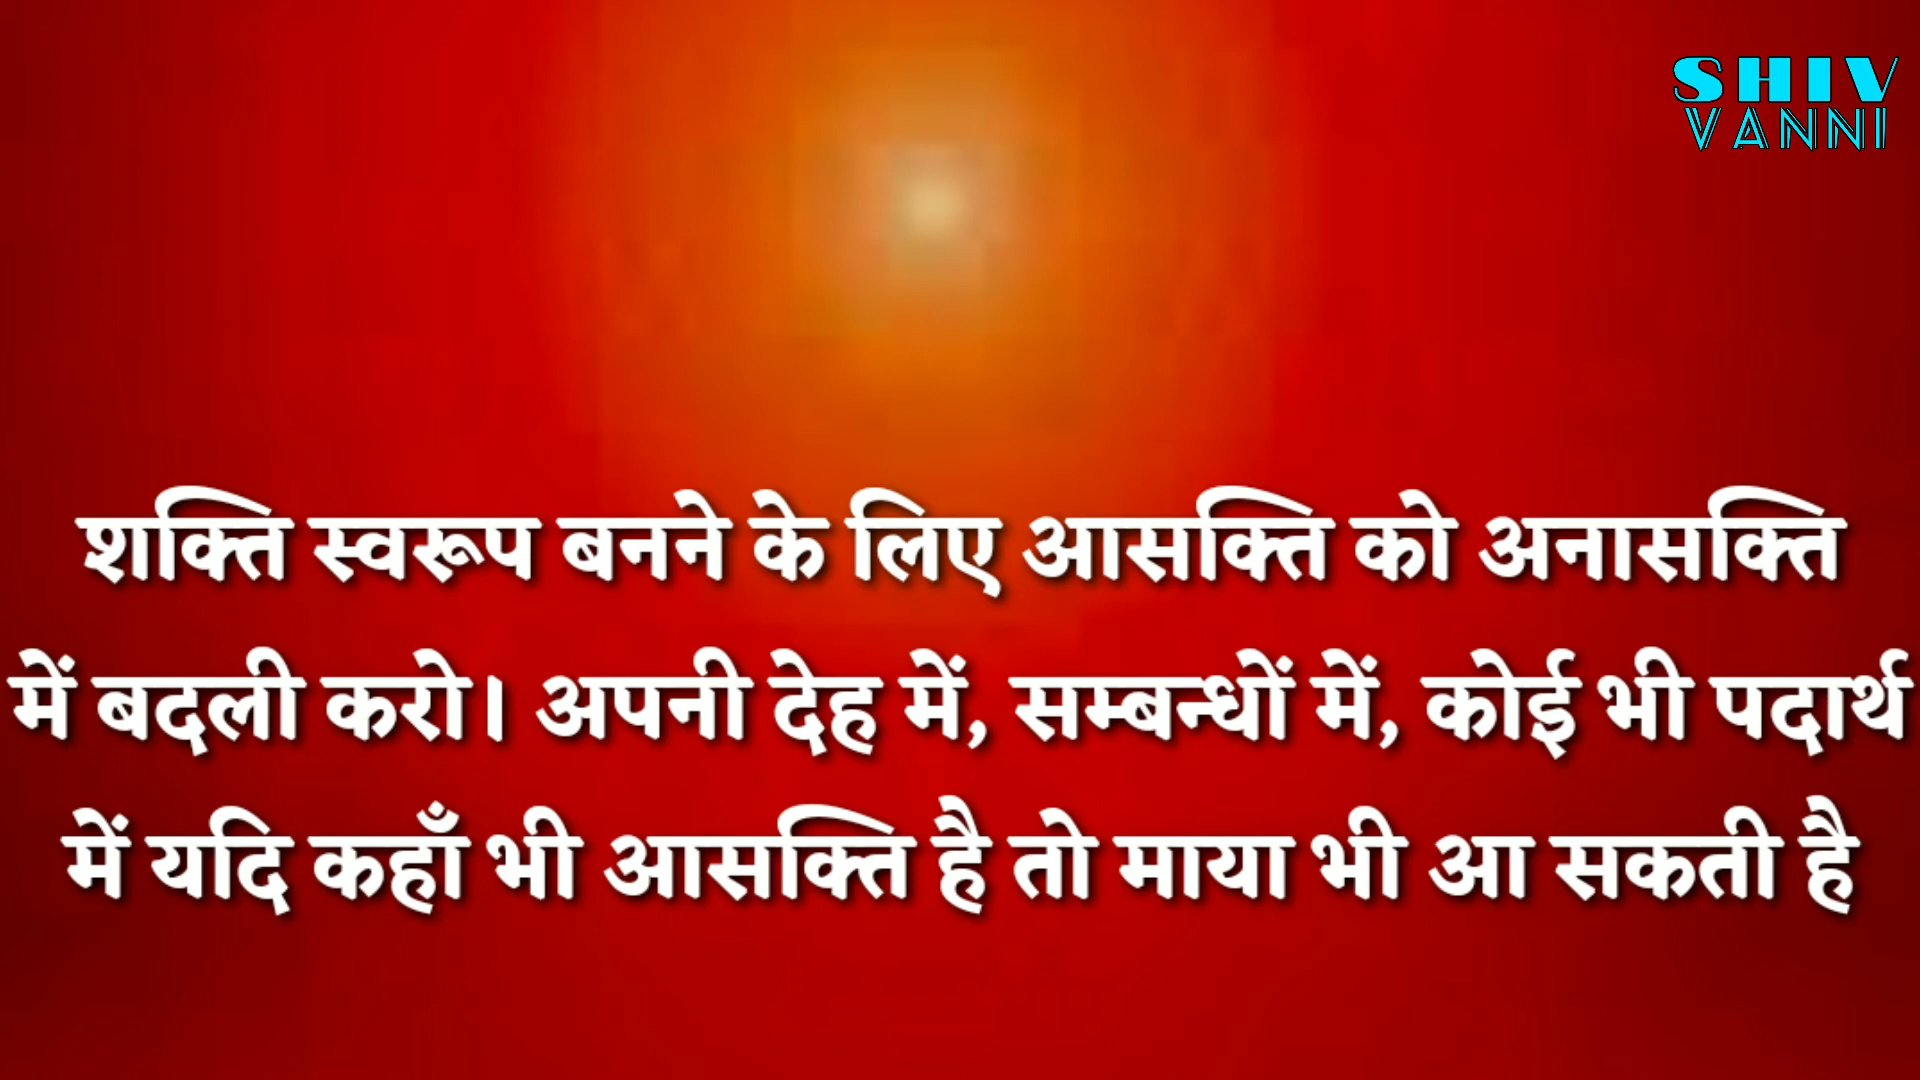 SHIV
VANNI
शक्ति स्वरूप बनने के लिए आसक्ति को अनासक्ति
में बदली करो। अपनी देह में, सम्बन्धों में, कोई भी पदार्थ
में यदि कहाँ भी आसक्ति है तो माया भी आ सकती है